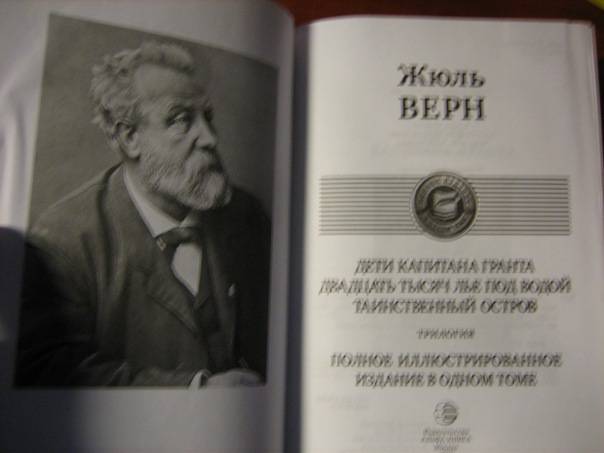 Жюль
ВЕРН
ДЕТИ КАПИТАНА ГРАНТА
ДВАДЦАТЬ ТЫСЯЧ ЛЬЕ ПОД ВОДОЙ
ТАИНСТВЕННЫЙ ОСТРОВ
ТРИЛОГИЯ
ПОЛНОЕ ИЛЛЮСТРИРОВАННОЕ
ИЗДАНИЕ В ОДНОМ ТОМЕ